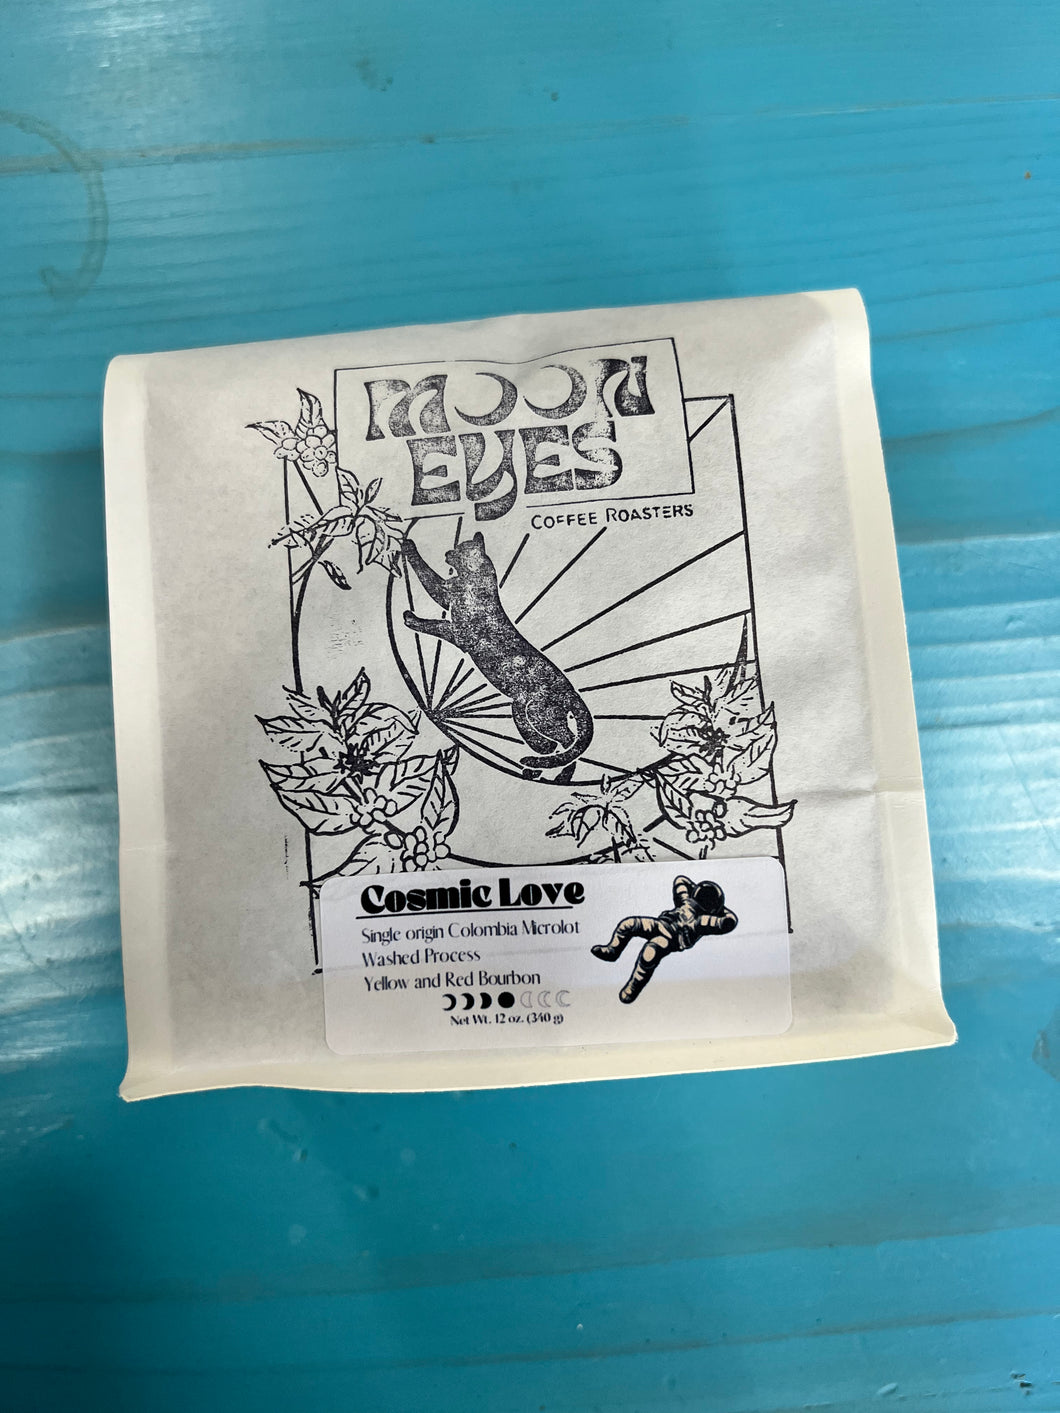 MOON
EYES
COFFEE ROASTERS
Cosmic Love
Single origin Colombia Microlot
Washed Process
Yellow and Red Bourbon
Net Wt. 12 oz. (340 g)